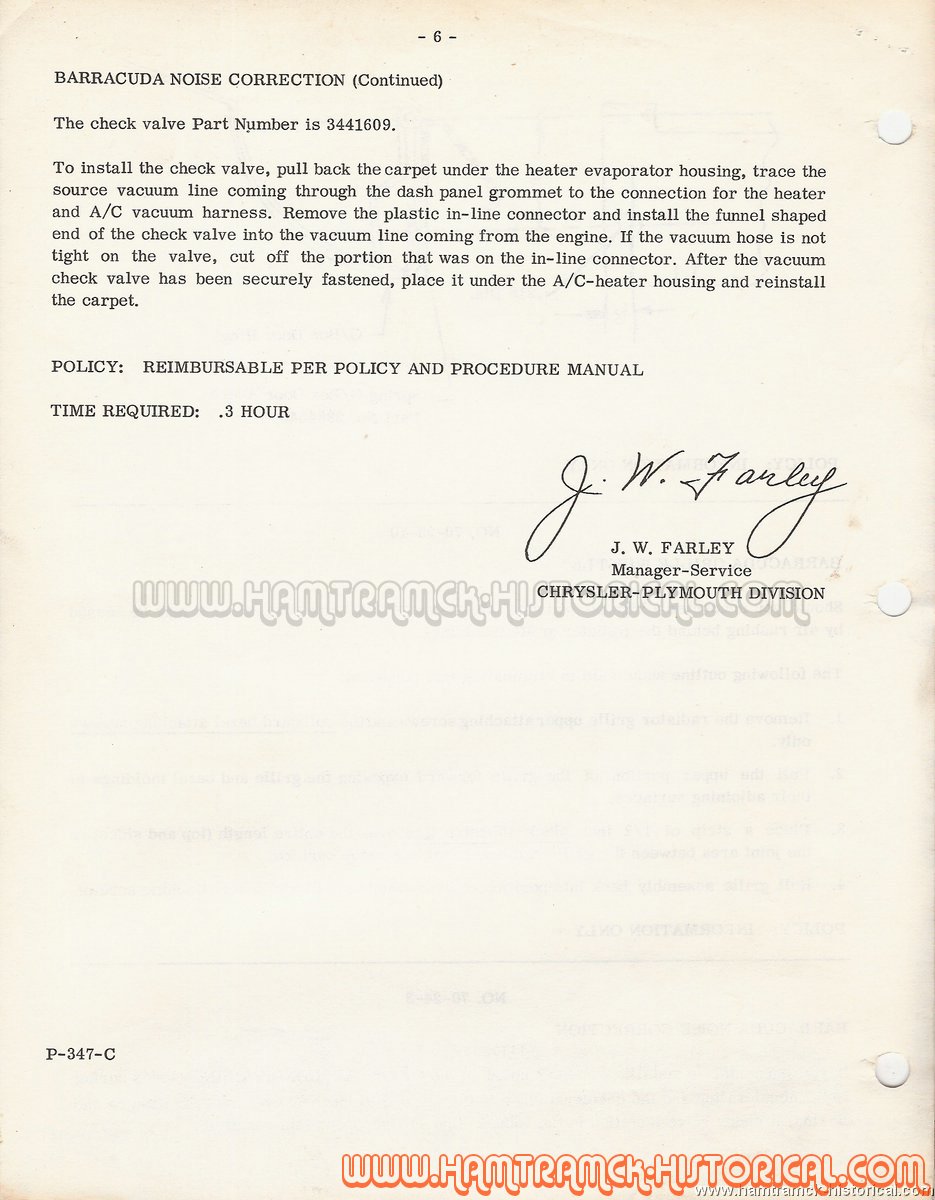 - 6 -
BARRACUDA NOISE CORRECTION (Continued)
The check valve Part Number is 3441609.
To install the check valve, pull back the carpet under the heater evaporator housing, trace the
source vacuum line coming through the dash panel grommet to the connection for the heater
and A/C vacuum harness. Remove the plastic in-line connector and install the funnel shaped
end of the check valve into the vacuum line coming from the engine. If the vacuum hose is not
tight on the valve, cut off the portion that was on the in-line connector. After the vacuum
check valve has been securely fastened, place it under the A/C-heater housing and reinstall
the carpet.
POLICY: REIMBURSABLE PER POLICY AND PROCEDURE MANUAL
TIME REQUIRED: .3 HOUR
J. W. Farley
J. W. FARLEY
Manager-Service
CHRYSLER-PLYMOUTH DIVISION
WWW.HAMTRAMCK-HISTORICAL.COM
P-347-C
WWW.HAMTRAMCK-HISTORICAL.COM
www.hamtramck-historical.com